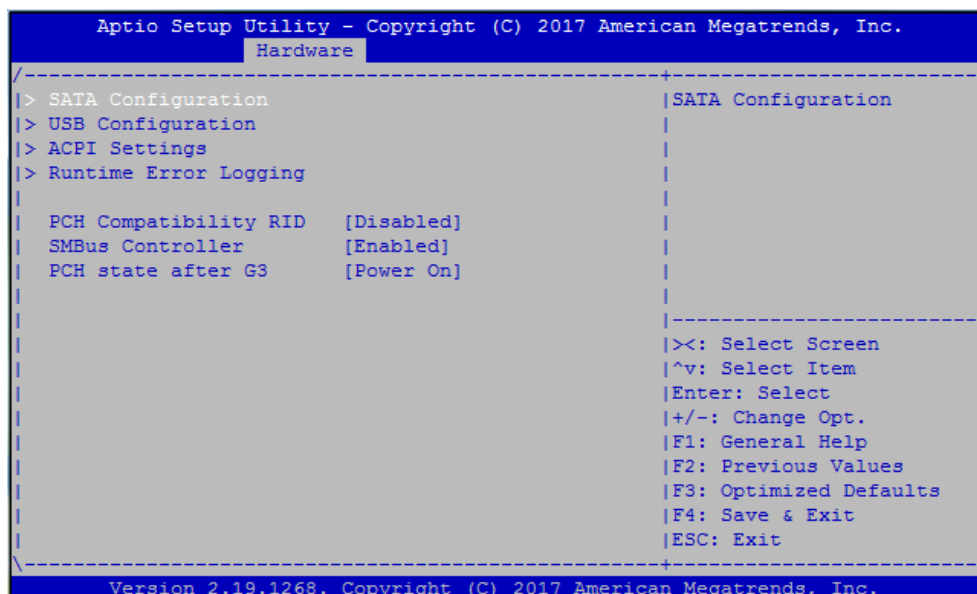 Aptio Setup Utility - Copyright (C) 2017 American Megatrends, Inc.
Hardware
> SATA Configuration
> USB Configuration
> ACPI Settings
> Runtime Error Logging
PCH Compatibility RID [Disabled]
SMBus Controller [Enabled]
PCH state after G3 [Power On]
SATA Configuration
><: Select Screen
^v: Select Item
Enter: Select
+/-: Change Opt.
F1: General Help
F2: Previous Values
F3: Optimized Defaults
F4: Save & Exit
ESC: Exit
Version 2.19.1268. Copyright (C) 2017 American Megatrends, Inc.